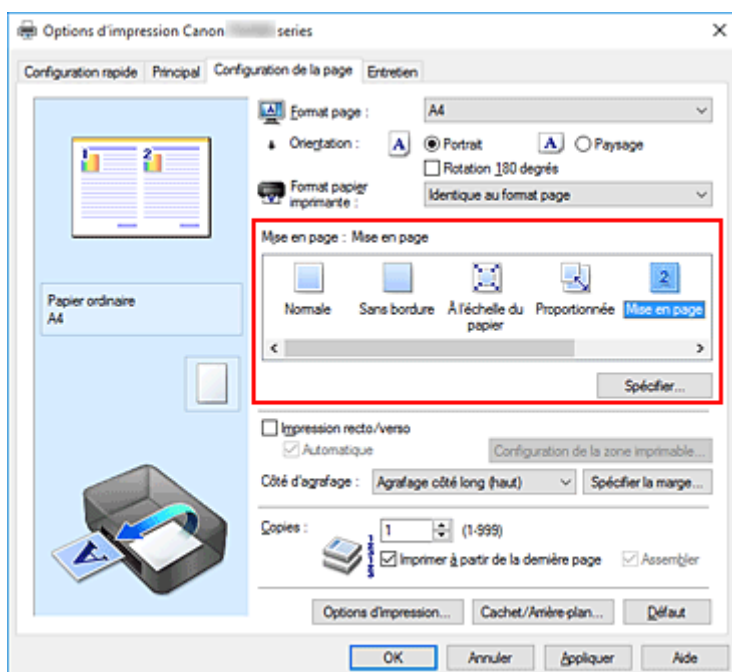 Options d'impression Canon series
Configuration rapide Principal Configuration de la page Entretien
1 2
Papier ordinaire
A4
Format page : A4
Orientation : A Portrait A Paysage
Rotation 180 degrés
Format papier
imprimante : Identique au format page
Mise en page : Mise en page
2
Normale Sans bordure À l'échelle du Proportionnée Mise en page
papier
Spécifier...
Impression recto/verso
Automatique Configuration de la zone imprimable...
Côté d'agrafage : Agrafage côté long (haut) Spécifier la marge...
Copies : 1 (1-999)
Imprimer à partir de la dernière page Assembler
A
Options d'impression... Cachet/Arrière-plan... Défaut
OK Annuler Appliquer Aide